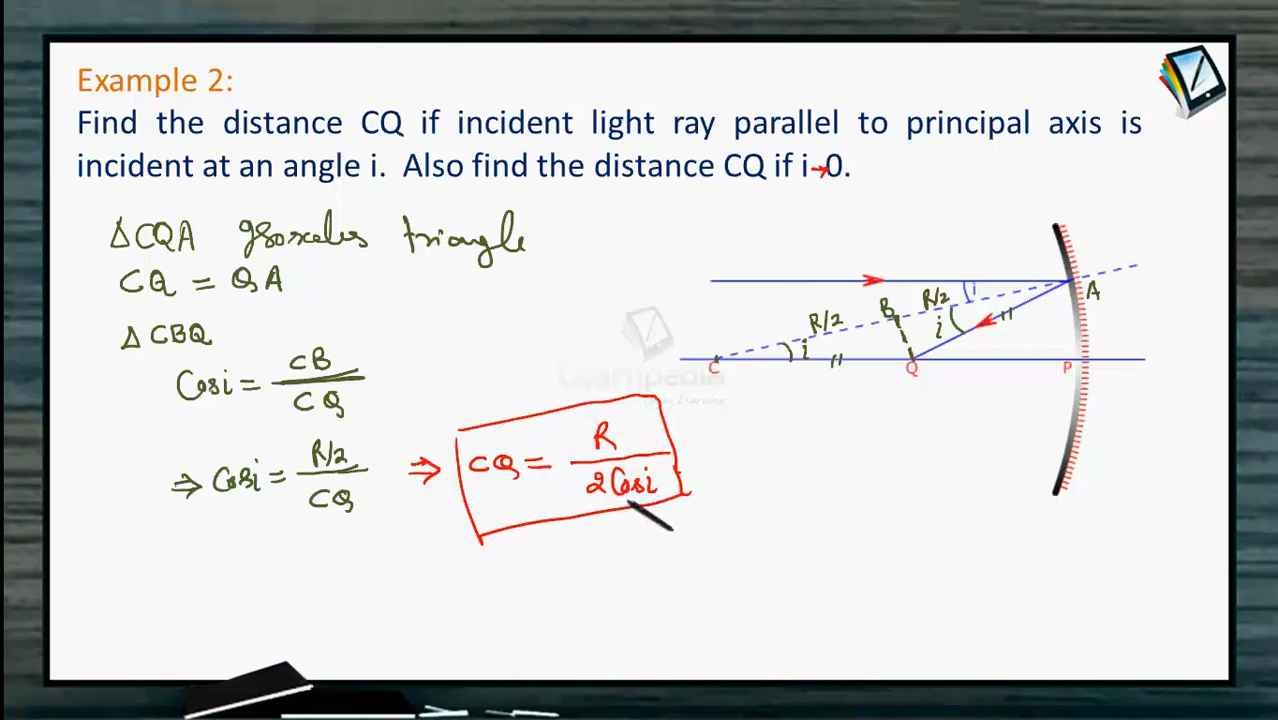 Example 2:
Find the distance CQ if incident light ray parallel to principal axis is
incident at an angle i. Also find the distance CQ if i→0.
ΔCQA Isosceles triangle
CQ = QA
ΔCBQ
Cosi = CB / CQ
⇒ Cosi = R/2 / CQ
⇒ CQ = R / 2Cosi
i
A
R/2
B
R/2
i
"
i
"
C
Q
P
Learnpedia